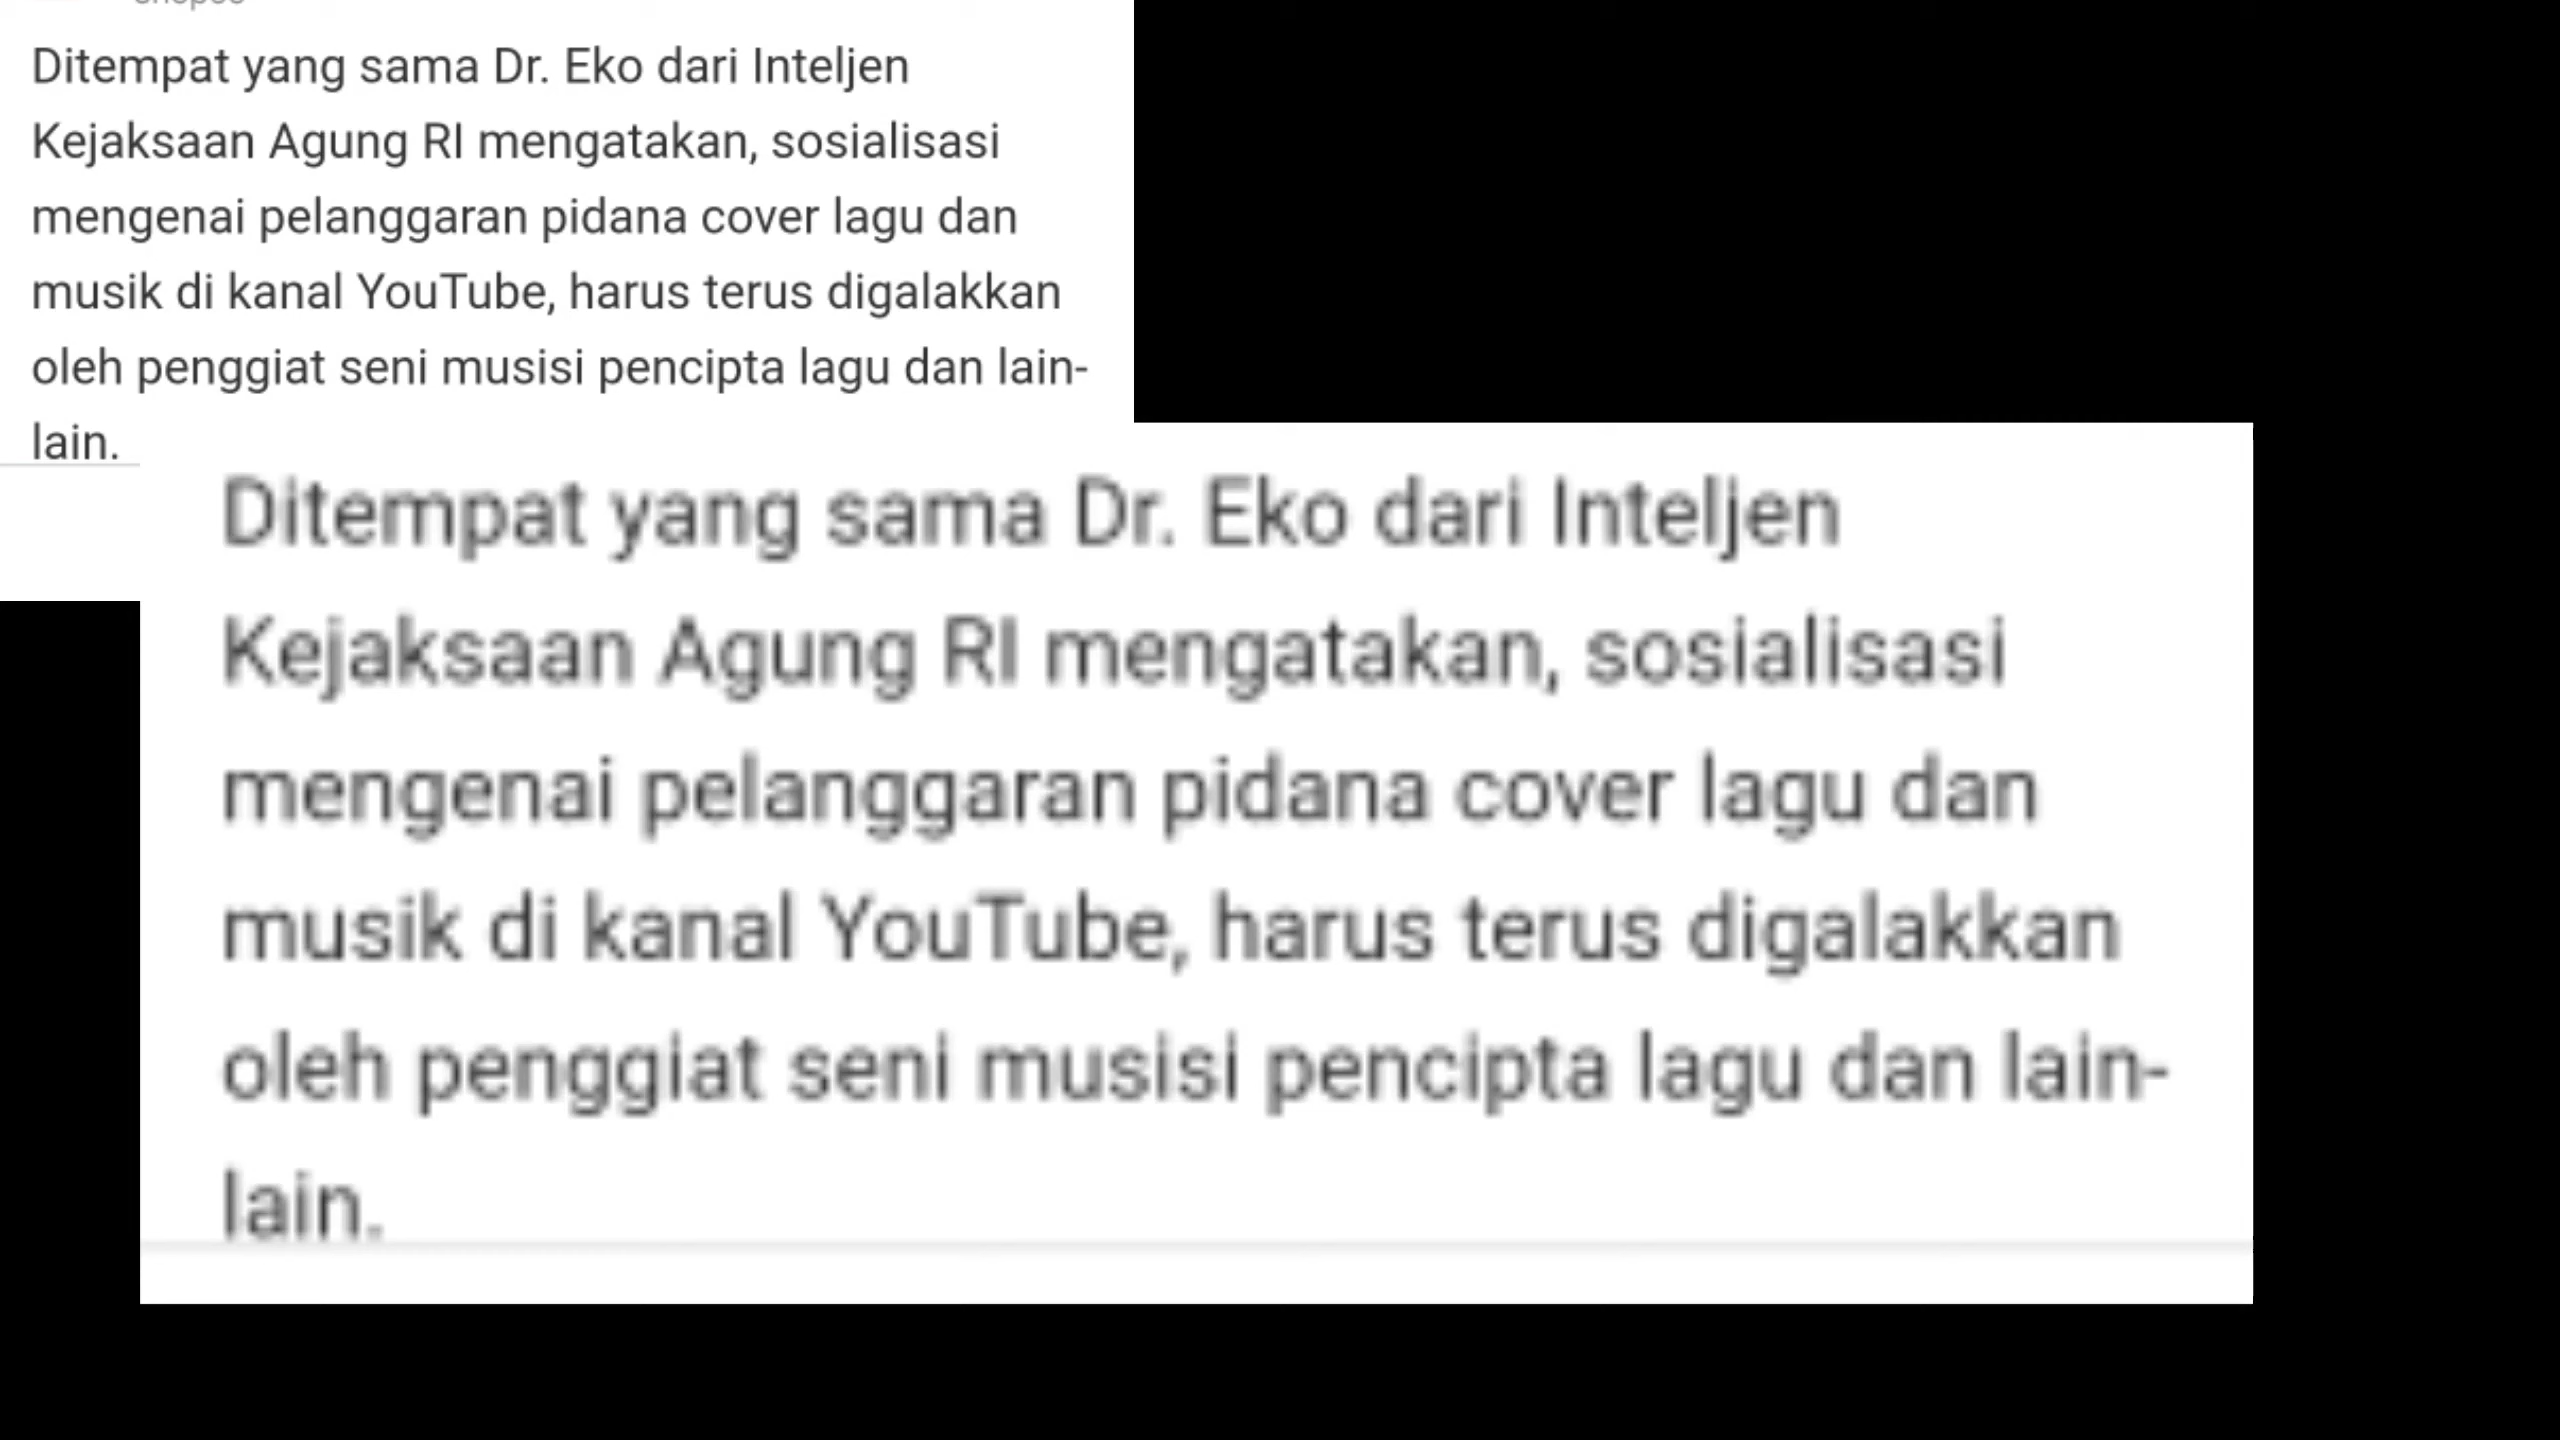 Ditempat yang sama Dr. Eko dari Inteljen
Kejaksaan Agung RI mengatakan, sosialisasi
mengenai pelanggaran pidana cover lagu dan
musik di kanal YouTube, harus terus digalakkan
oleh penggiat seni musisi pencipta lagu dan lain-
lain.
Ditempat yang sama Dr. Eko dari Inteljen
Kejaksaan Agung RI mengatakan, sosialisasi
mengenai pelanggaran pidana cover lagu dan
musik di kanal YouTube, harus terus digalakkan
oleh penggiat seni musisi pencipta lagu dan lain-
lain.